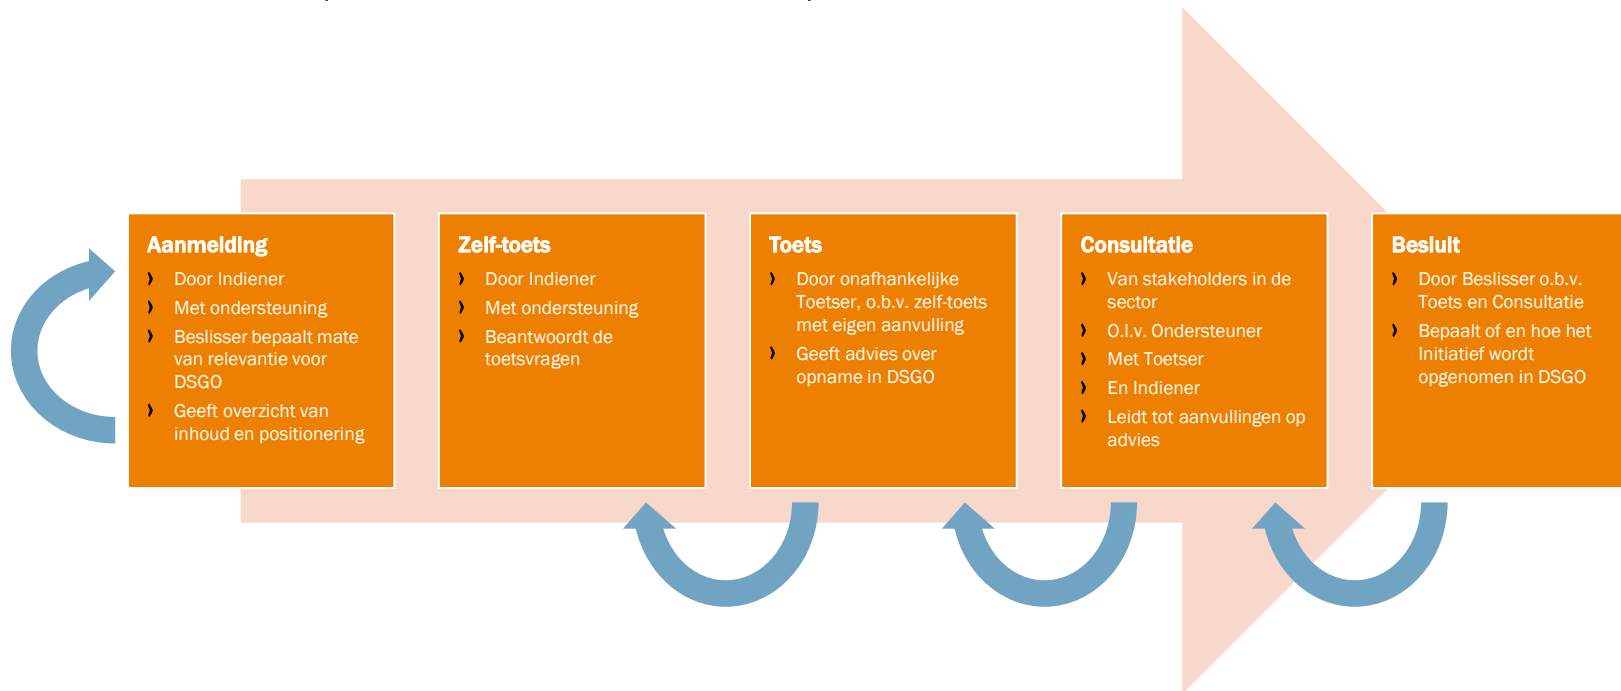 Aanmelding
Door Indiener
Met ondersteuning
Beslisser bepaalt mate
van relevantie voor
DSGO
Geeft overzicht van
inhoud en positionering
Zelf-toets
Door Indiener
Met ondersteuning
Beantwoordt de
toetsvragen
Toets
Door onafhankelijke
Toetser, o.b.v. zelf-toets
met eigen aanvulling
Geeft advies over
opname in DSGO
Consultatie
Van stakeholders in de
sector
O.l.v. Ondersteuner
Met Toetser
En Indiener
Leidt tot aanvullingen op
advies
Besluit
Door Beslisser o.b.v.
Toets en Consultatie
Bepaalt of en hoe het
Initiatief wordt
opgenomen in DSGO